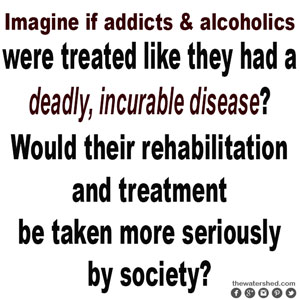 Imagine if addicts & alcoholics
were treated like they had a
deadly, incurable disease?
Would their rehabilitation
and treatment
be taken more seriously
by society?
thewatershed.com